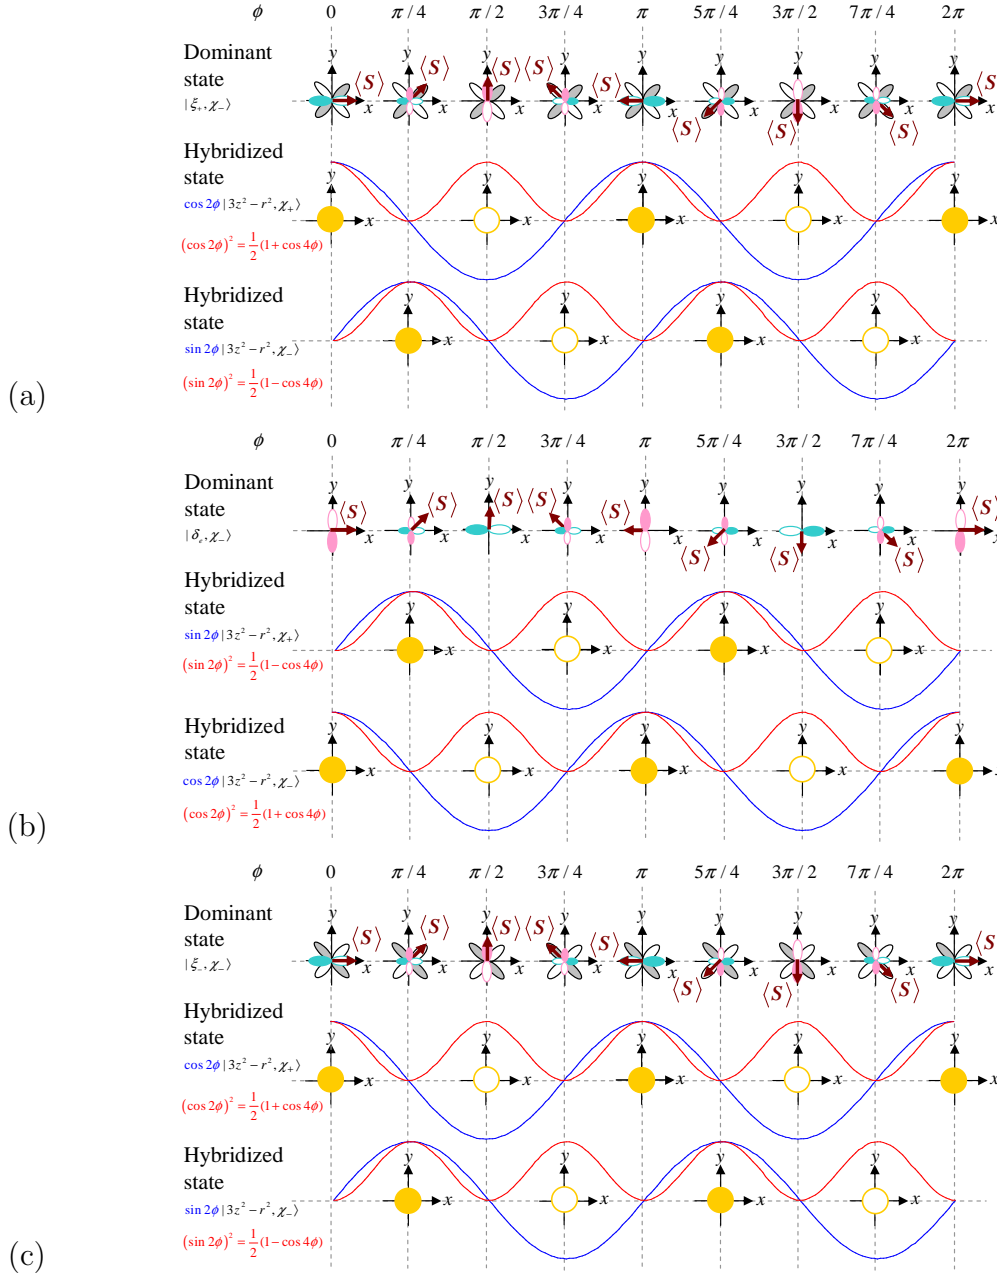 ϕ 0 π / 4 π / 2 3π / 4 π 5π / 4 3π / 2 7π / 4 2π
Dominant
state
|ξ₊, χ₋⟩
y y y y y y y y y
⟨S⟩ ⟨S⟩ ⟨S⟩ ⟨S⟩ ⟨S⟩ ⟨S⟩ ⟨S⟩ ⟨S⟩ ⟨S
x x x x x x x x x
Hybridized
state
cos 2ϕ |3z² − r², χ₊⟩
(cos 2ϕ)² = 1/2 (1 + cos 4ϕ)
y y y y y
x x x x x
Hybridized
state
sin 2ϕ |3z² − r², χ₋⟩
(sin 2ϕ)² = 1/2 (1 − cos 4ϕ)
y y y y
x x x x
(a)
ϕ 0 π / 4 π / 2 3π / 4 π 5π / 4 3π / 2 7π / 4 2π
Dominant
state
|δₑ, χ₋⟩
y y y y y y y y y
⟨S⟩ ⟨S⟩ ⟨S⟩ ⟨S⟩ ⟨S⟩ ⟨S⟩ ⟨S⟩ ⟨S⟩ ⟨S
x x x x x x x x x
Hybridized
state
sin 2ϕ |3z² − r², χ₊⟩
(sin 2ϕ)² = 1/2 (1 − cos 4ϕ)
y y y y
x x x x
Hybridized
state
cos 2ϕ |3z² − r², χ₋⟩
(cos 2ϕ)² = 1/2 (1 + cos 4ϕ)
y y y y y
x x x x x
(b)
ϕ 0 π / 4 π / 2 3π / 4 π 5π / 4 3π / 2 7π / 4 2π
Dominant
state
|ξ₋, χ₋⟩
y y y y y y y y y
⟨S⟩ ⟨S⟩ ⟨S⟩ ⟨S⟩ ⟨S⟩ ⟨S⟩ ⟨S⟩ ⟨S⟩ ⟨S
x x x x x x x x x
Hybridized
state
cos 2ϕ |3z² − r², χ₊⟩
(cos 2ϕ)² = 1/2 (1 + cos 4ϕ)
y y y y y
x x x x x
Hybridized
state
sin 2ϕ |3z² − r², χ₋⟩
(sin 2ϕ)² = 1/2 (1 − cos 4ϕ)
y y y y
x x x x
(c)